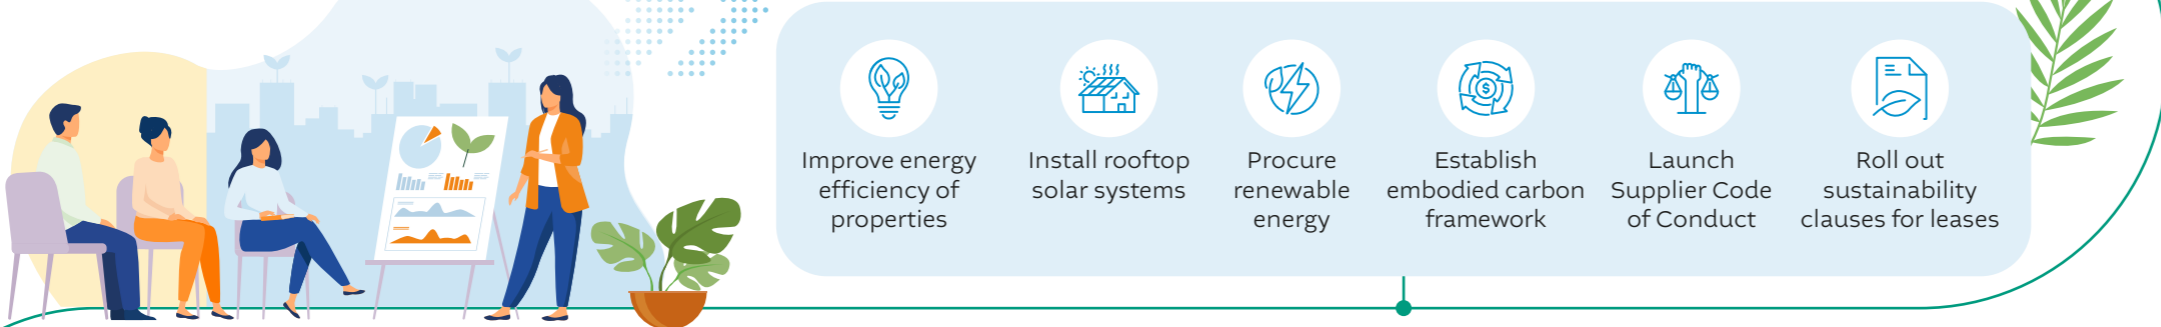 Improve energy
efficiency of
properties
Install rooftop
solar systems
Procure
renewable
energy
Establish
embodied carbon
framework
Launch
Supplier Code
of Conduct
Roll out
sustainability
clauses for leases